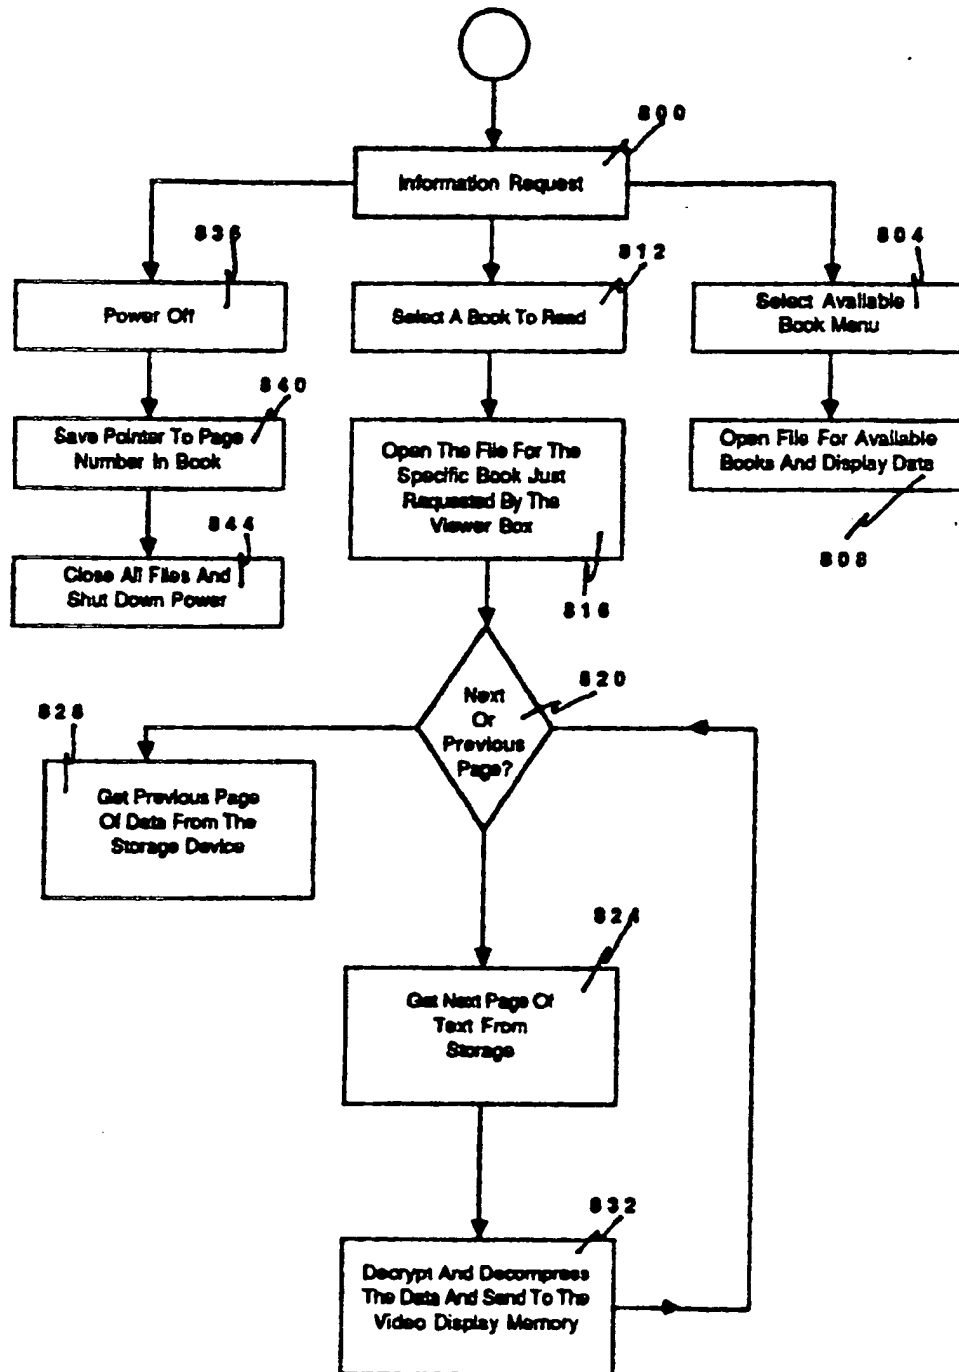 800
Information Request
836
812
804
Power Off
Select A Book To Read
Select Available
Book Menu
840
Save Pointer To Page
Number In Book
Open The File For The
Specific Book Just
Requested By The
Viewer Box
Open File For Available
Books And Display Data
844
808
Close All Files And
Shut Down Power
816
820
Next
Or
Previous
Page?
828
Get Previous Page
Of Data From The
Storage Device
824
Get Next Page Of
Text From
Storage
832
Decrypt And Decompress
The Data And Send To The
Video Display Memory